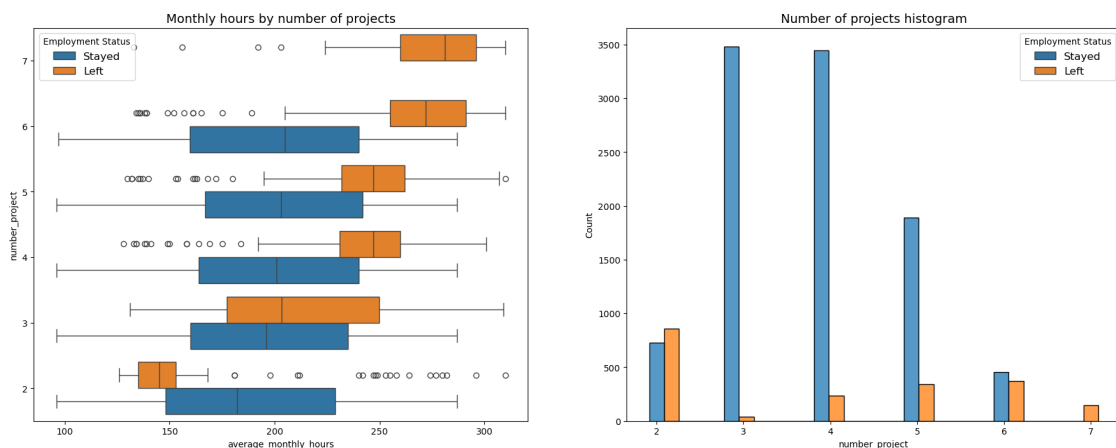 Monthly hours by number of projects
Employment Status
Stayed
Left
7
6
5
4
3
2
number_project
100
150
200
250
300
average_monthly_hours
Number of projects histogram
Employment Status
Stayed
Left
3500
3000
2500
2000
1500
1000
500
0
Count
2
3
4
5
6
7
number_project